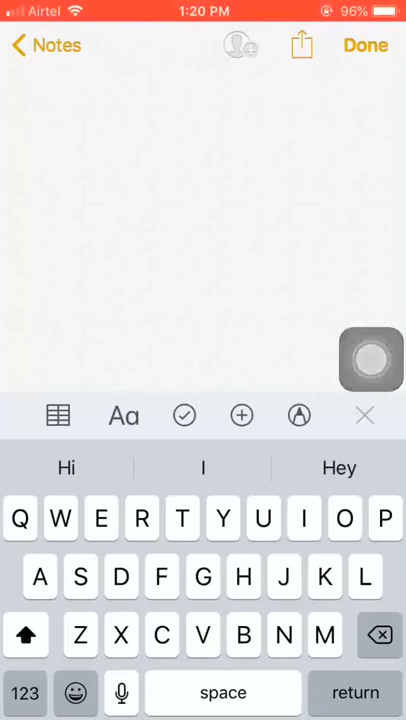 Airtel 1:20 PM 96%
Notes Done
Aa
Hi I Hey
Q W E R T Y U I O P
A S D F G H J K L
Z X C V B N M
123 space return